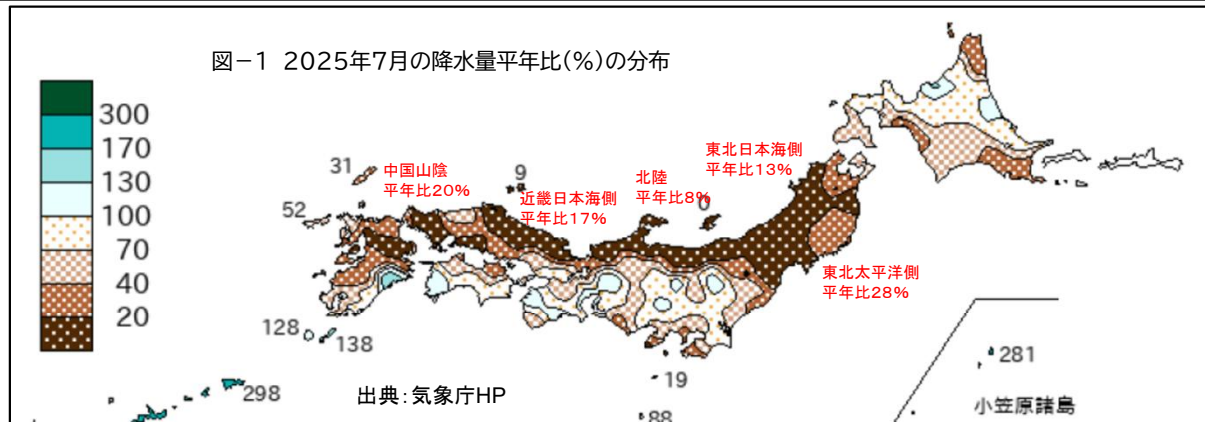 図-1 2025年7月の降水量平年比(%)の分布
300
170
130
100
70
40
20
31
中国山陰
平年比20%
9
近畿日本海側
平年比17%
北陸
平年比8%
0
東北日本海側
平年比13%
52
東北太平洋側
平年比28%
128
138
298
19
88
出典:気象庁HP
281
小笠原諸島